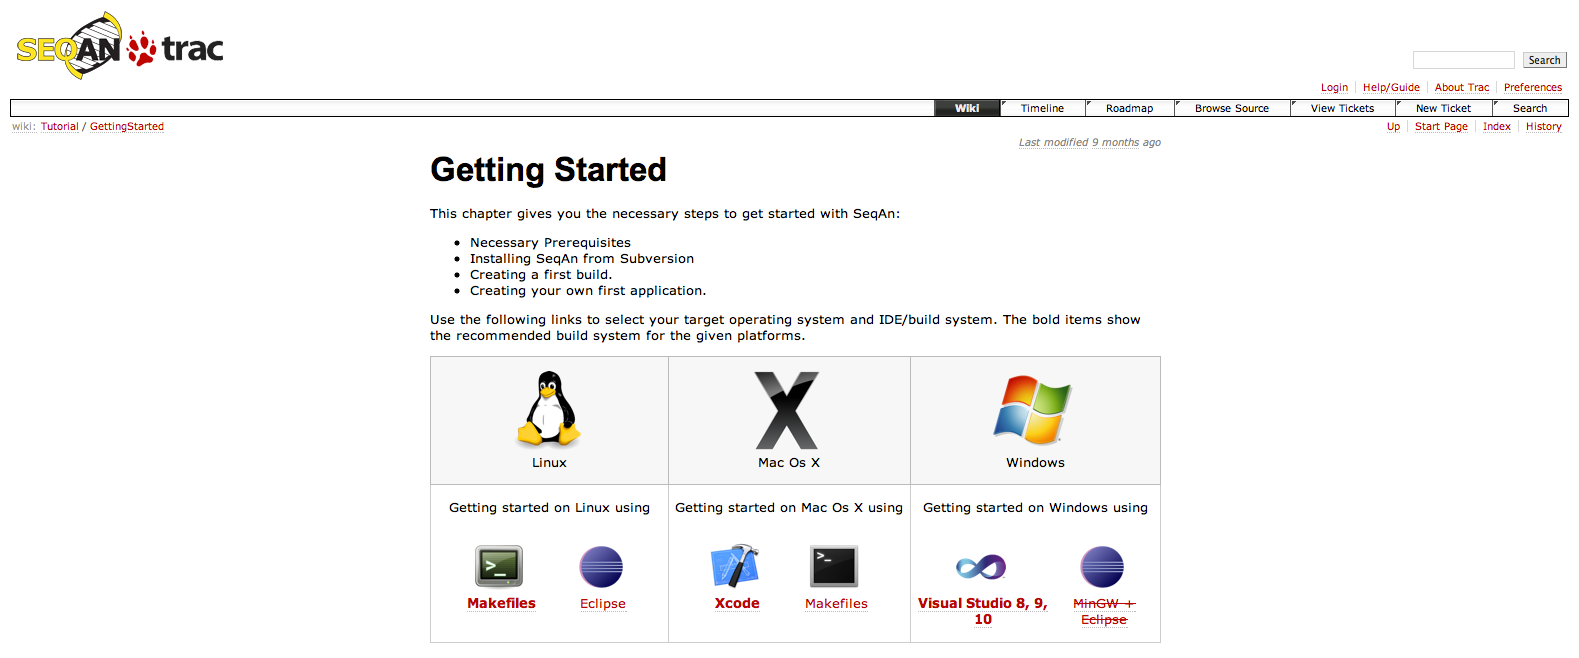 SEQAN trac
Search
Login Help/Guide About Trac Preferences
Wiki Timeline Roadmap Browse Source View Tickets New Ticket Search
wiki: Tutorial / GettingStarted
Up Start Page Index History
Last modified 9 months ago
Getting Started
This chapter gives you the necessary steps to get started with SeqAn:
• Necessary Prerequisites
• Installing SeqAn from Subversion
• Creating a first build.
• Creating your own first application.
Use the following links to select your target operating system and IDE/build system. The bold items show
the recommended build system for the given platforms.
Linux Mac Os X Windows
Getting started on Linux using Getting started on Mac Os X using Getting started on Windows using
>_ >_
Makefiles Eclipse Xcode Makefiles Visual Studio 8, 9, MinGW +
10 Eclipse